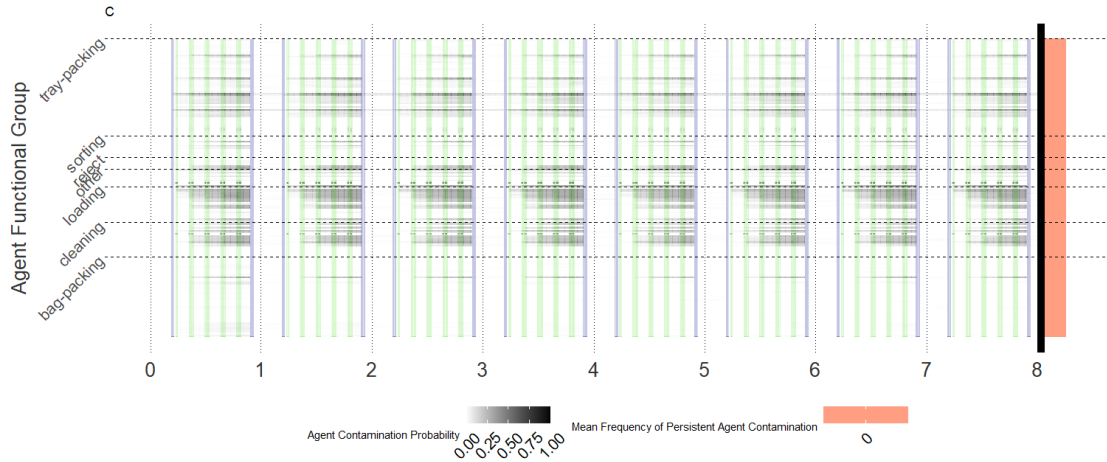 C
Agent Functional Group
tray-packing
sorting
reject
other
loading
cleaning
bag-packing
0 1 2 3 4 5 6 7 8
Agent Contamination Probability
0.00 0.25 0.50 0.75 1.00
Mean Frequency of Persistent Agent Contamination
0